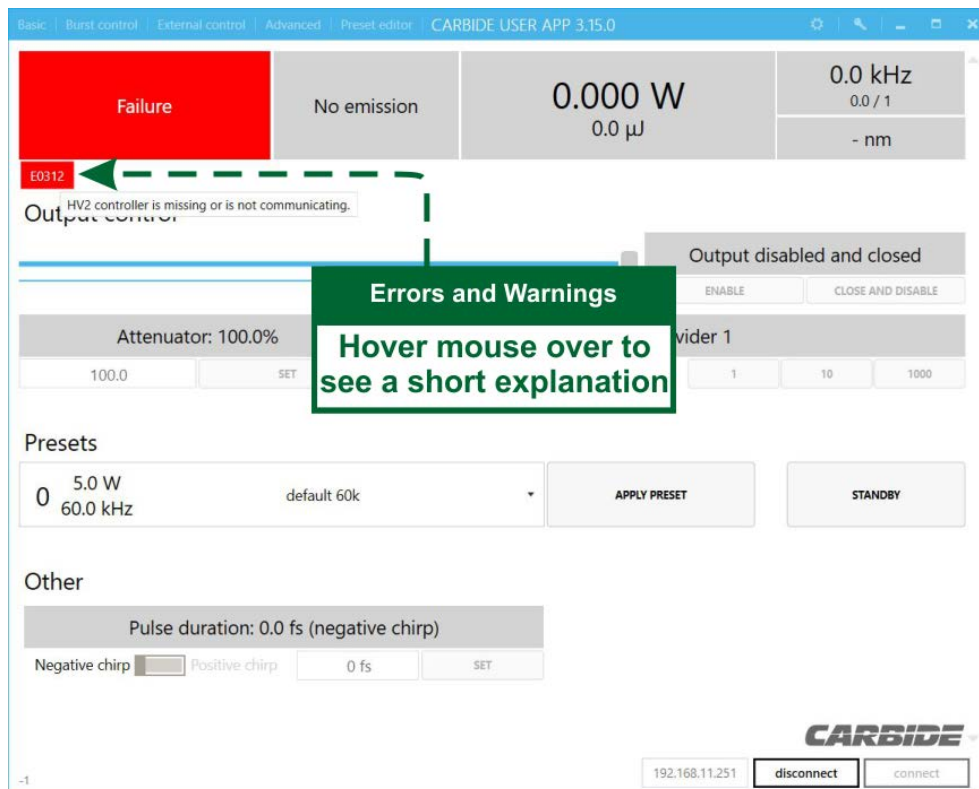 Basic | Burst control | External control | Advanced | Preset editor | CARBIDE USER APP 3.15.0
Failure
No emission
0.000 W
0.0 µJ
0.0 kHz
0.0 / 1
- nm
E0312
HV2 controller is missing or is not communicating.
Output control
Output disabled and closed
ENABLE
CLOSE AND DISABLE
Errors and Warnings
Hover mouse over to
see a short explanation
Attenuator: 100.0%
vider 1
100.0
SET
1
10
1000
Presets
0
5.0 W
60.0 kHz
default 60k
APPLY PRESET
STANDBY
Other
Pulse duration: 0.0 fs (negative chirp)
Negative chirp
Positive chirp
0 fs
SET
CARBIDE
-1
192.168.11.251
disconnect
connect